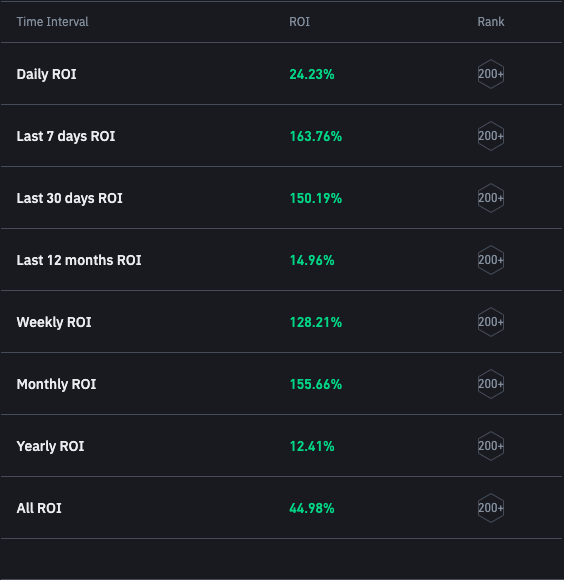 Time Interval ROI Rank
Daily ROI 24.23% 200+
Last 7 days ROI 163.76% 200+
Last 30 days ROI 150.19% 200+
Last 12 months ROI 14.96% 200+
Weekly ROI 128.21% 200+
Monthly ROI 155.66% 200+
Yearly ROI 12.41% 200+
All ROI 44.98% 200+